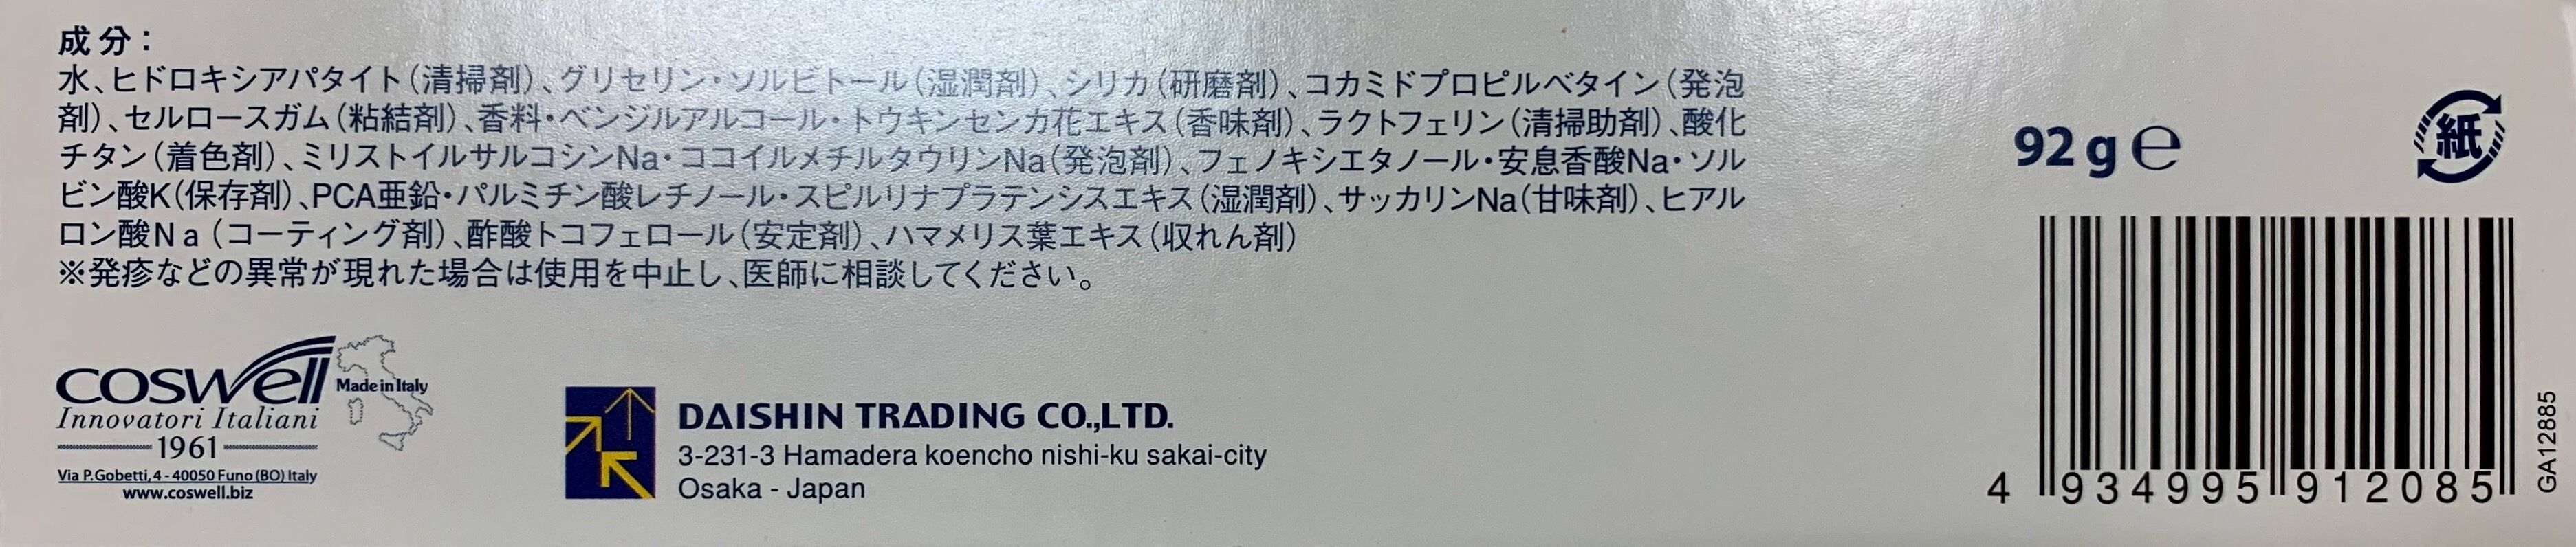 成分：
水、ヒドロキシアパタイト（清掃剤）、グリセリン・ソルビトール（湿潤剤）、シリカ（研磨剤）、コカミドプロピルベタイン（発泡
剤）、セルロースガム（粘結剤）、香料・ベンジルアルコール・トウキンセンカ花エキス（香味剤）、ラクトフェリン（清掃助剤）、酸化
チタン（着色剤）、ミリストイルサルコシンNa・ココイルメチルタウリンNa（発泡剤）、フェノキシエタノール・安息香酸Na・ソル
ビン酸K（保存剤）、PCA亜鉛・パルミチン酸レチノール・スピルリナプラテンシスエキス（湿潤剤）、サッカリンNa（甘味剤）、ヒアル
ロン酸Na（コーティング剤）、酢酸トコフェロール（安定剤）、ハマメリス葉エキス（収れん剤）
※発疹などの異常が現れた場合は使用を中止し、医師に相談してください。
92 g ℮
紙
coswell
Made in Italy
Innovatori Italiani
1961
Via P. Gobetti, 4 - 40050 Funo (BO) Italy
www.coswell.biz
DAISHIN TRADING CO.,LTD.
3-231-3 Hamadera koencho nishi-ku sakai-city
Osaka - Japan
4 934995 912085
GA12885